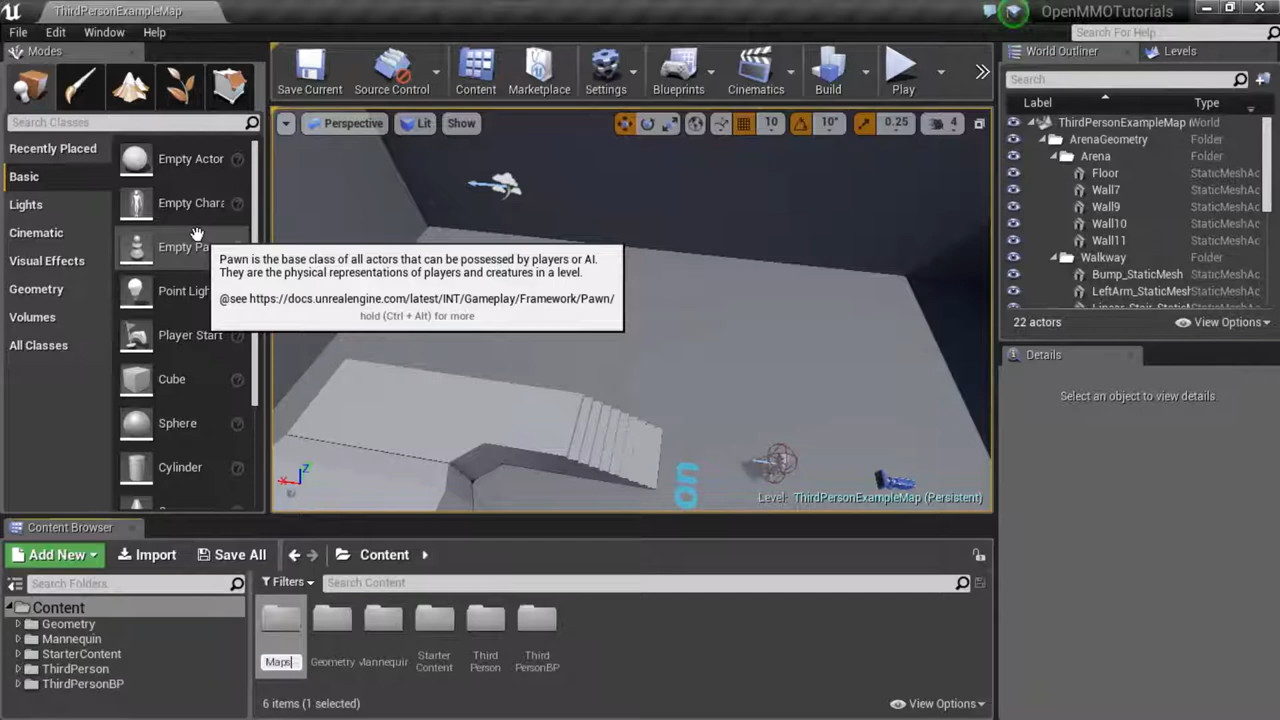 ThirdPersonExampleMap
OpenMMOTutorials
File Edit Window Help
Search For Help
Modes
Search Classes
Recently Placed
Basic
Lights
Cinematic
Visual Effects
Geometry
Volumes
All Classes
Empty Actor
Empty Chara
Empty Pa
Point Ligh
Player Start
Cube
Sphere
Cylinder
Save Current
Source Control
Content
Marketplace
Settings
Blueprints
Cinematics
Build
Play
Perspective
Lit
Show
10
10°
0.25
4
Pawn is the base class of all actors that can be possessed by players or AI.
They are the physical representations of players and creatures in a level.
@see https://docs.unrealengine.com/latest/INT/Gameplay/Framework/Pawn/
hold (Ctrl + Alt) for more
on
X
Z
Level: ThirdPersonExampleMap (Persistent)
World Outliner
Levels
Search...
Label Type
ThirdPersonExampleMap (World
ArenaGeometry Folder
Arena Folder
Floor StaticMeshAc
Wall7 StaticMeshAc
Wall9 StaticMeshAc
Wall10 StaticMeshAc
Wall11 StaticMeshAc
Walkway Folder
Bump_StaticMesh StaticMeshAc
LeftArm_StaticMesh StaticMeshAc
22 actors
View Options
Details
Select an object to view details.
Content Browser
Add New
Import
Save All
Content
Search Folders
Filters
Search Content
Content
Geometry
Mannequin
StarterContent
ThirdPerson
ThirdPersonBP
Maps
Geometry
Mannequin
Starter
Content
Third
Person
Third
PersonBP
6 items (1 selected)
View Options